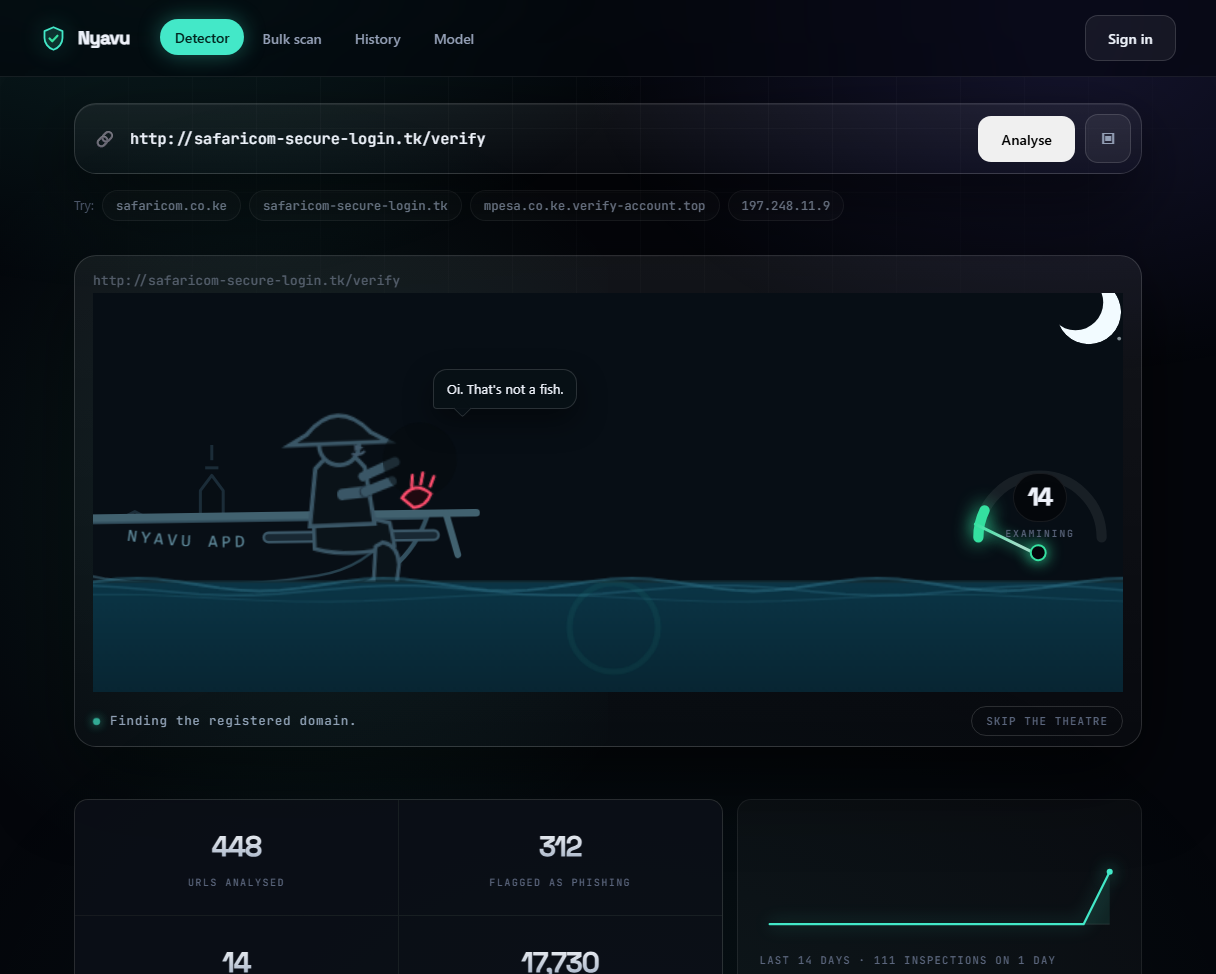 Nyavu
Detector
Bulk scan
History
Model
Sign in
http://safaricom-secure-login.tk/verify
Analyse
Try:
safaricom.co.ke
safaricom-secure-login.tk
mpesa.co.ke.verify-account.top
197.248.11.9
http://safaricom-secure-login.tk/verify
Oi. That's not a fish.
14
EXAMINING
NYAVU APD
Finding the registered domain.
SKIP THE THEATRE
448
312
URLS ANALYSED
FLAGGED AS PHISHING
14
17,730
LAST 14 DAYS · 111 INSPECTIONS ON 1 DAY